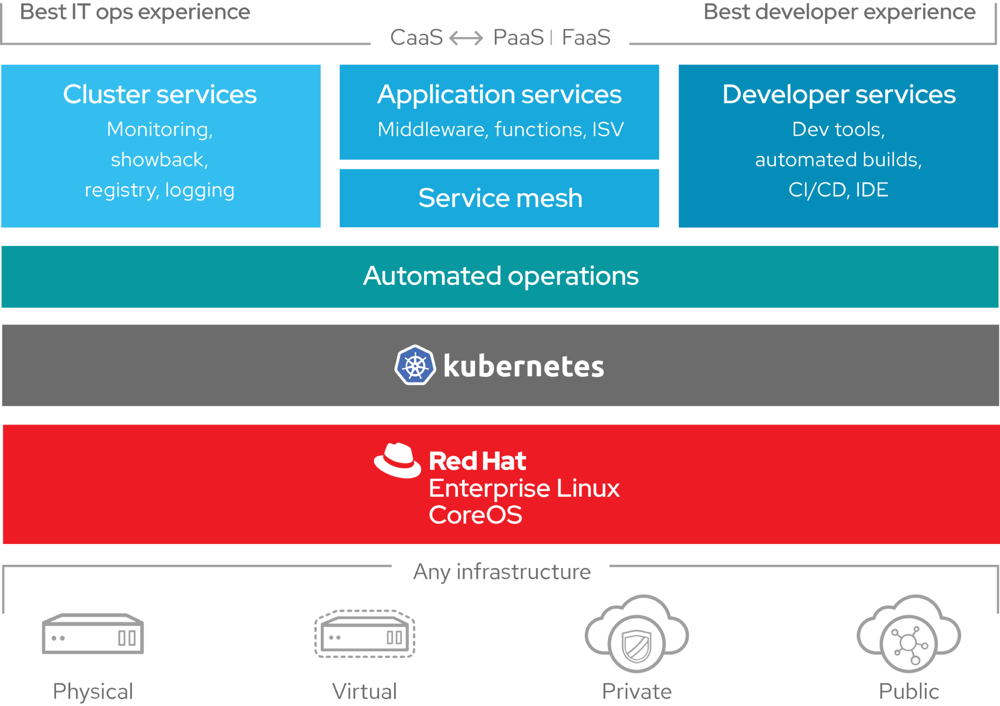 Best IT ops experience
Best developer experience
CaaS ↔ PaaS | FaaS
Cluster services
Monitoring,
showback,
registry, logging
Application services
Middleware, functions, ISV
Service mesh
Developer services
Dev tools,
automated builds,
CI/CD, IDE
Automated operations
kubernetes
Red Hat
Enterprise Linux
CoreOS
Any infrastructure
Physical
Virtual
Private
Public